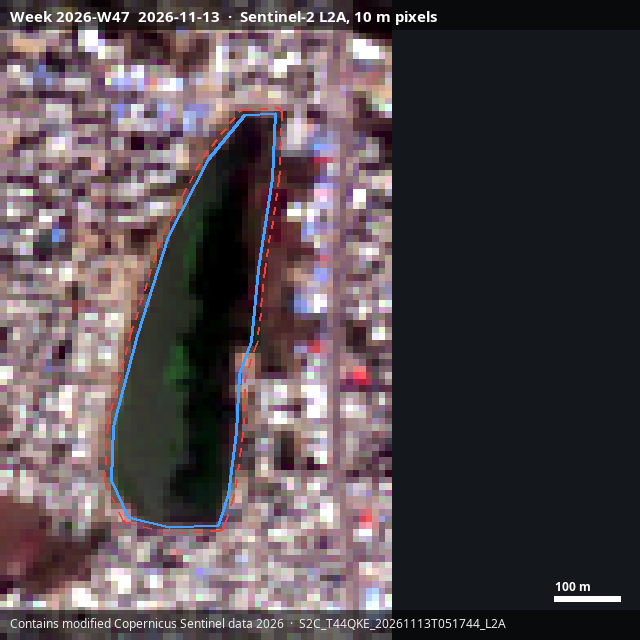 Week 2026-W47 2026-11-13 · Sentinel-2 L2A, 10 m pixels
100 m
Contains modified Copernicus Sentinel data 2026 · S2C_T44QKE_20261113T051744_L2A